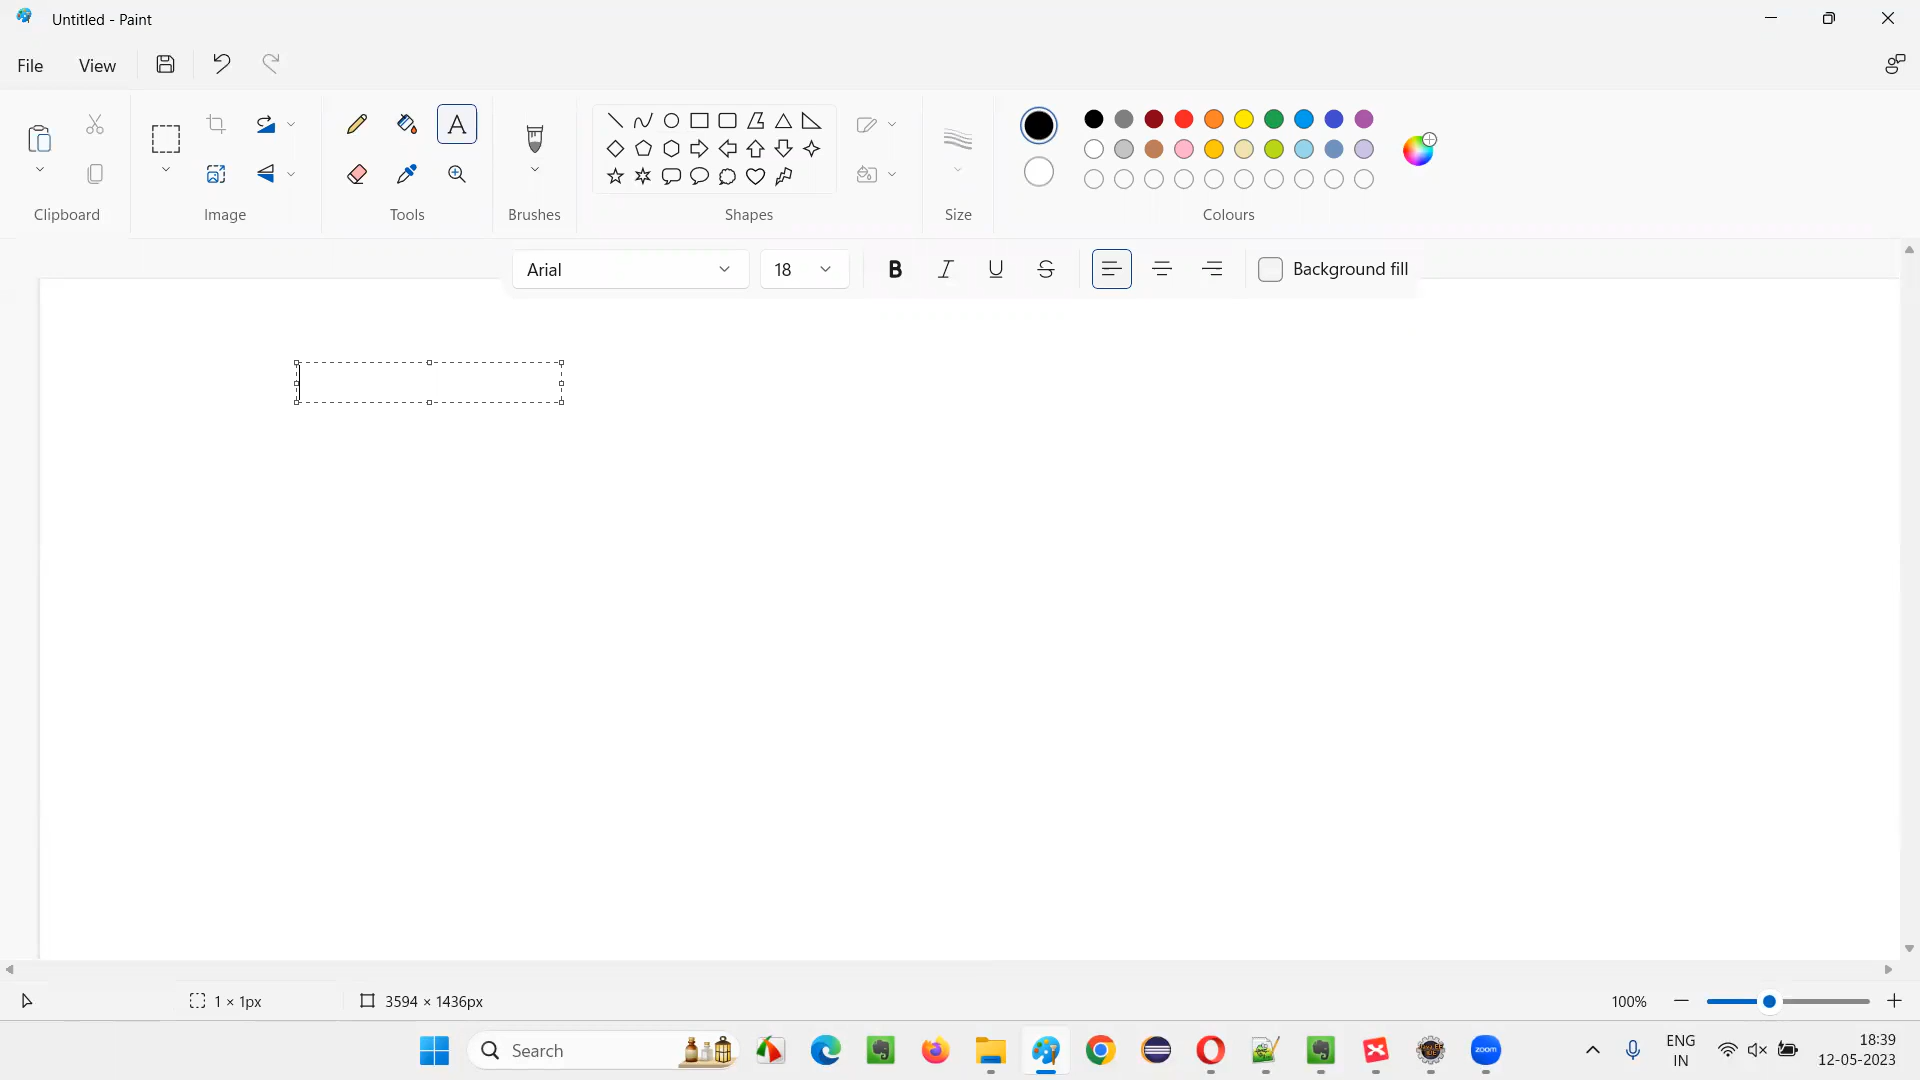 Untitled - Paint
File View
Clipboard
Image
Tools
Brushes
Shapes
Size
Colours
Arial 18 B I U S Background fill
1 × 1px 3594 × 1436px 100%
Search zoom ENG 18:39
IN 12-05-2023